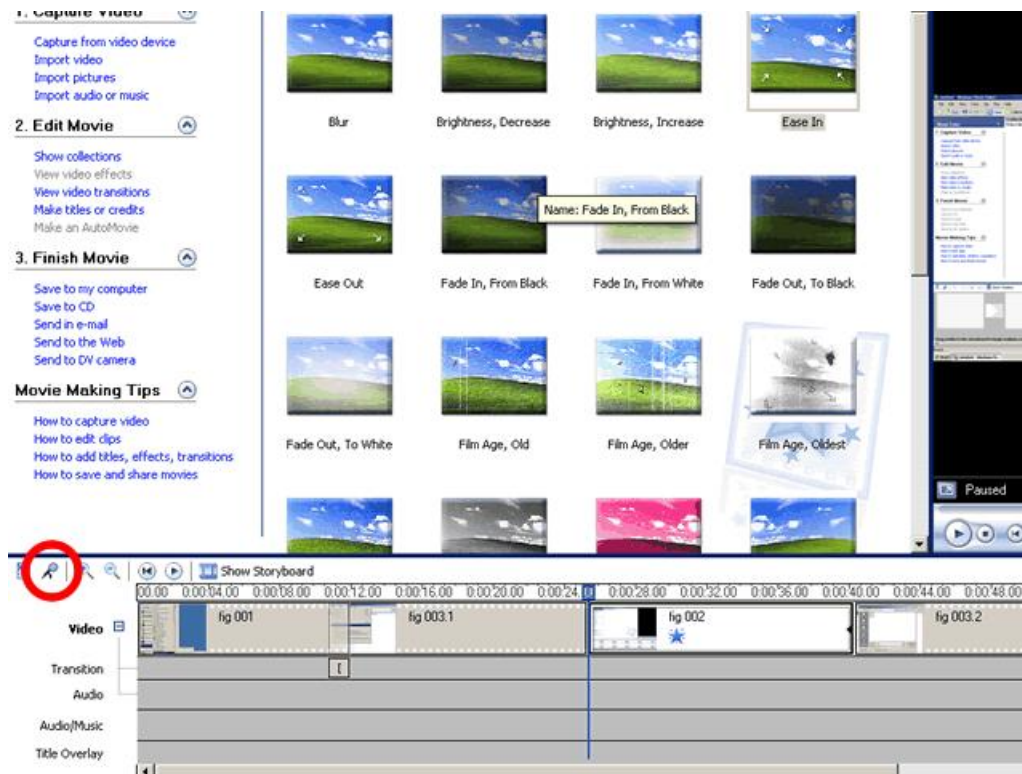 1. Capture Video
Capture from video device
Import video
Import pictures
Import audio or music
2. Edit Movie
Show collections
View video effects
View video transitions
Make titles or credits
Make an AutoMovie
3. Finish Movie
Save to my computer
Save to CD
Send in e-mail
Send to the Web
Send to DV camera
Movie Making Tips
How to capture video
How to edit clips
How to add titles, effects, transitions
How to save and share movies
Blur
Brightness, Decrease
Brightness, Increase
Ease In
Name: Fade In, From Black
Ease Out
Fade In, From Black
Fade In, From White
Fade Out, To Black
Fade Out, To White
Film Age, Old
Film Age, Older
Film Age, Oldest
Paused
Show Storyboard
00.00 0:00:04.00 0:00:08.00 0:00:12.00 0:00:16.00 0:00:20.00 0:00:24. 0:00:28.00 0:00:32.00 0:00:36.00 0:00:40.00 0:00:44.00 0:00:48.00
Video
fig 001
fig 003.1
fig 002
fig 003.2
Transition
Audio
Audio/Music
Title Overlay